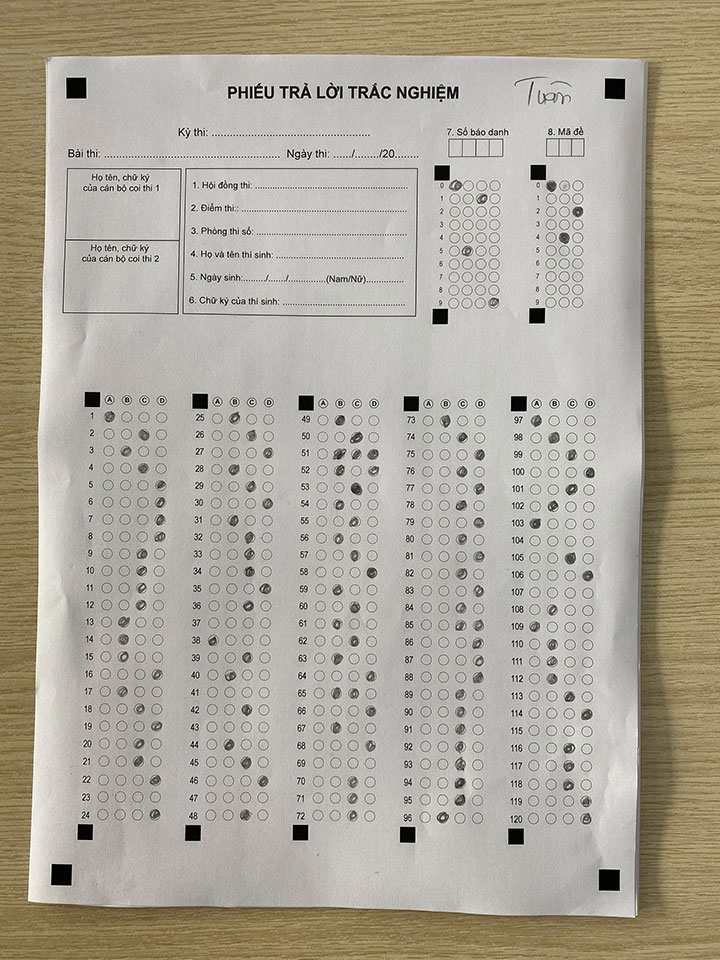 PHIẾU TRẢ LỜI TRẮC NGHIỆM
Tuấn
Kỳ thi: ..........................................................
Bài thi: .......................................................... Ngày thi: ....../......../20........
7. Số báo danh
8. Mã đề
Họ tên, chữ ký
của cán bộ coi thi 1
Họ tên, chữ ký
của cán bộ coi thi 2
1. Hội đồng thi: ..........................................................
2. Điểm thi:: ..........................................................
3. Phòng thi số: ..........................................................
4. Họ và tên thí sinh: ..........................................................
5. Ngày sinh:......../......./...............(Nam/Nữ)...............
6. Chữ ký của thí sinh: ..........................................................
0 0
1 1
2 2
3 3
4 4
5 5
6 6
7 7
8 8
9 9
A B C D A B C D A B C D A B C D A B C D
1 25 49 73 97
2 26 50 74 98
3 27 51 75 99
4 28 52 76 100
5 29 53 77 101
6 30 54 78 102
7 31 55 79 103
8 32 56 80 104
9 33 57 81 105
10 34 58 82 106
11 35 59 83 107
12 36 60 84 108
13 37 61 85 109
14 38 62 86 110
15 39 63 87 111
16 40 64 88 112
17 41 65 89 113
18 42 66 90 114
19 43 67 91 115
20 44 68 92 116
21 45 69 93 117
22 46 70 94 118
23 47 71 95 119
24 48 72 96 120